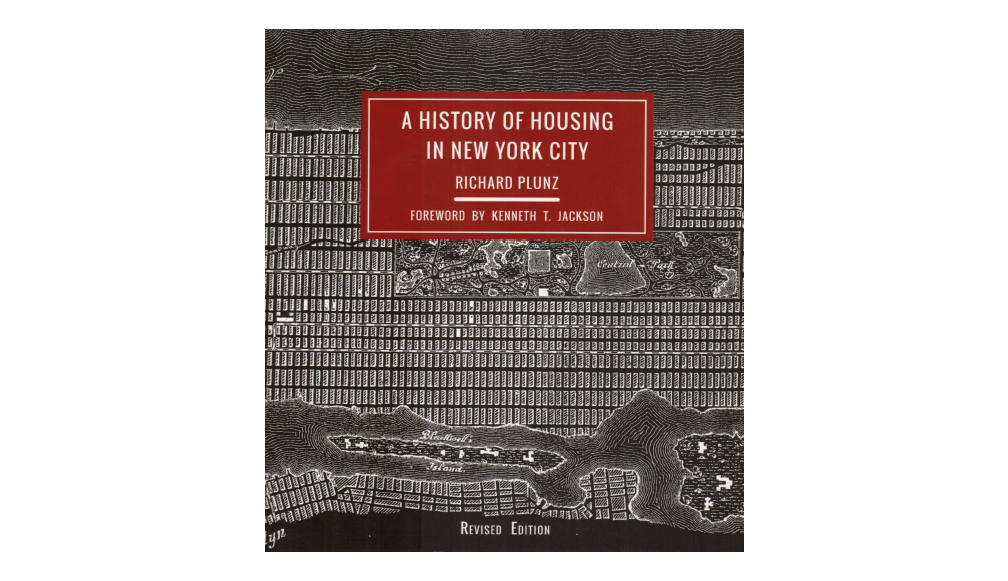 A HISTORY OF HOUSING
IN NEW YORK CITY
RICHARD PLUNZ
FOREWORD BY KENNETH T. JACKSON
Central Park
Blackwell's
Island.
REVISED EDITION
yn